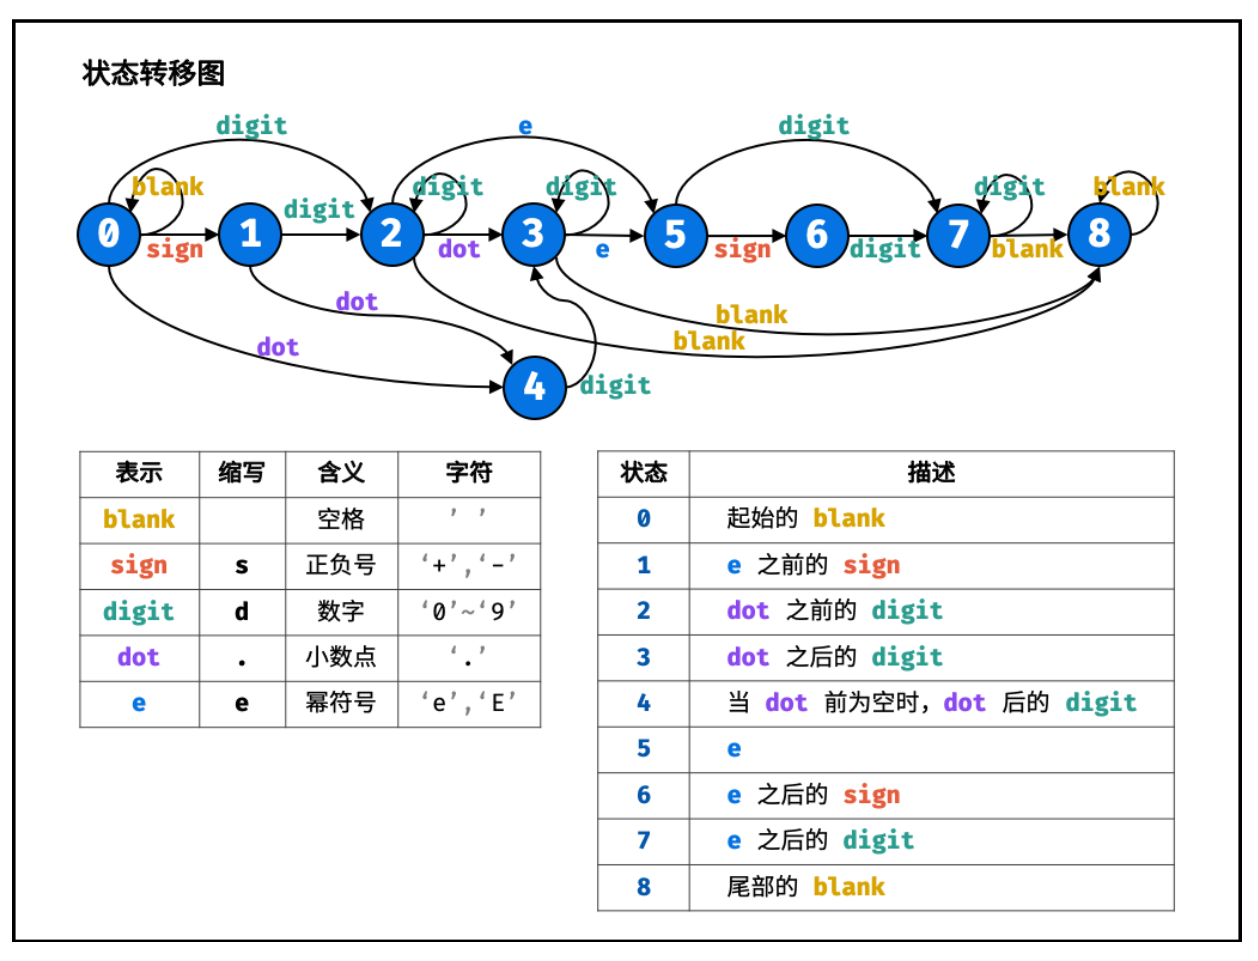 状态转移图
digit
e
digit
blank
digit
digit
digit
blank
digit
0
1
2
3
5
6
7
8
sign
dot
e
sign
digit
blank
dot
blank
blank
dot
4
digit
表示 缩写 含义 字符
blank 空格 ' '
sign s 正负号 '+','-'
digit d 数字 '0'~'9'
dot . 小数点 '.'
e e 幂符号 'e','E'
状态 描述
0 起始的 blank
1 e 之前的 sign
2 dot 之前的 digit
3 dot 之后的 digit
4 当 dot 前为空时，dot 后的 digit
5 e
6 e 之后的 sign
7 e 之后的 digit
8 尾部的 blank